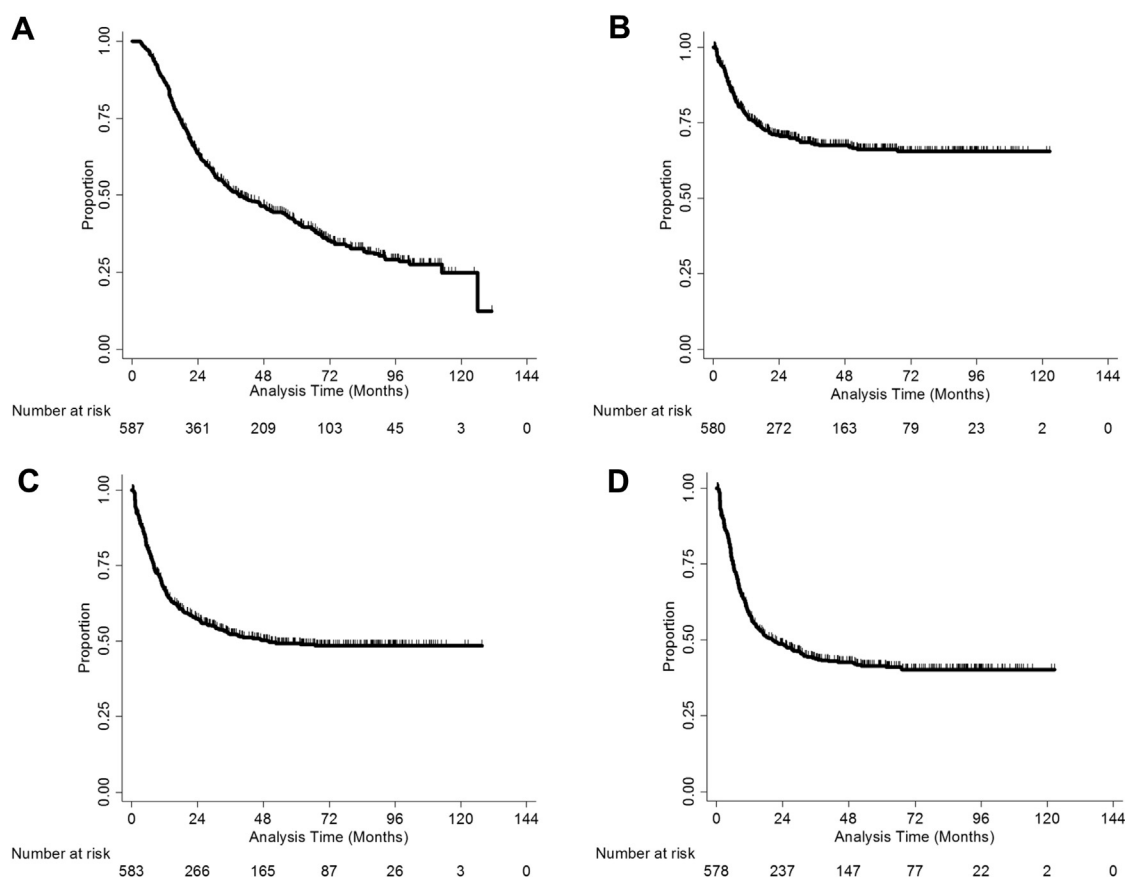 A
Proportion
1.00
0.75
0.50
0.25
0.00
0 24 48 72 96 120 144
Analysis Time (Months)
Number at risk
587 361 209 103 45 3 0
B
Proportion
1.00
0.75
0.50
0.25
0.00
0 24 48 72 96 120 144
Analysis Time (Months)
Number at risk
580 272 163 79 23 2 0
C
Proportion
1.00
0.75
0.50
0.25
0.00
0 24 48 72 96 120 144
Analysis Time (Months)
Number at risk
583 266 165 87 26 3 0
D
Proportion
1.00
0.75
0.50
0.25
0.00
0 24 48 72 96 120 144
Analysis Time (Months)
Number at risk
578 237 147 77 22 2 0